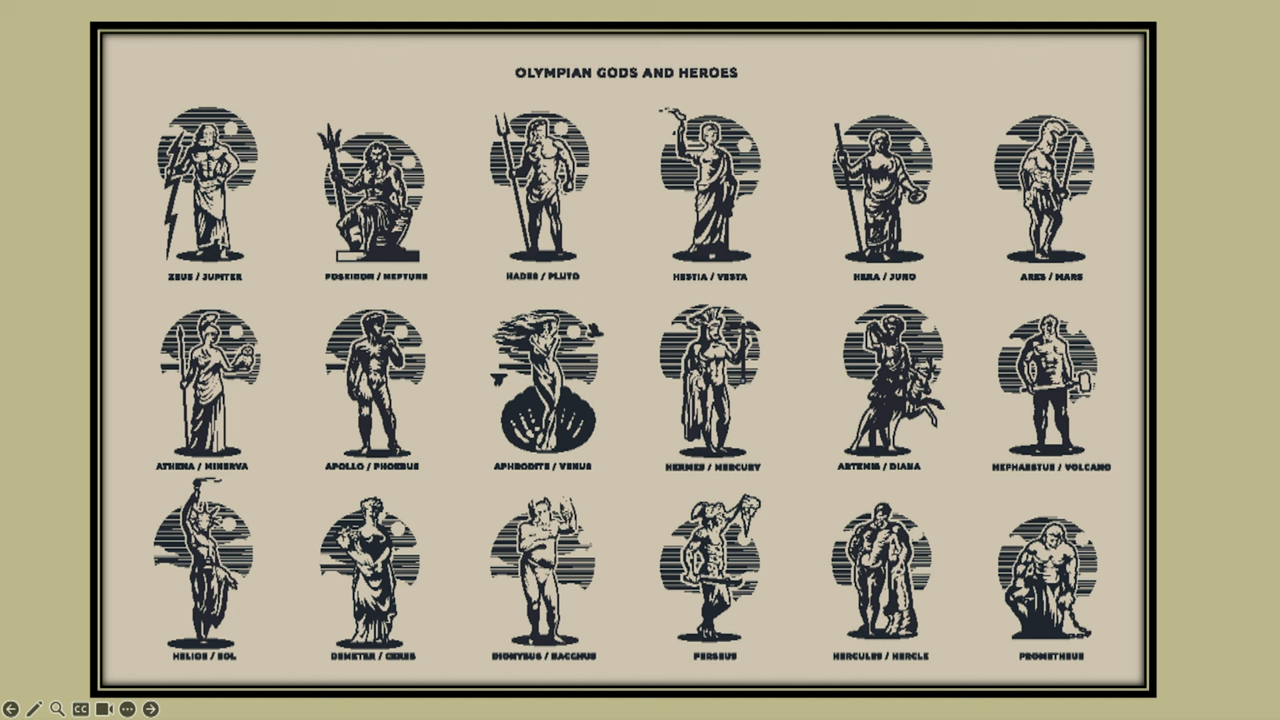 OLYMPIAN GODS AND HEROES
ZEUS / JUPITER
POSEIDON / NEPTUNE
HADES / PLUTO
HESTIA / VESTA
HERA / JUNO
ARES / MARS
ATHENA / MINERVA
APOLLO / PHOEBUS
APHRODITE / VENUS
HERMES / MERCURY
ARTEMIS / DIANA
HEPHAESTUS / VOLCANO
HELIOS / SOL
DEMETER / CERES
DIONYSUS / BACCHUS
PERSEUS
HERCULES / HERCLE
PROMETHEUS
CC